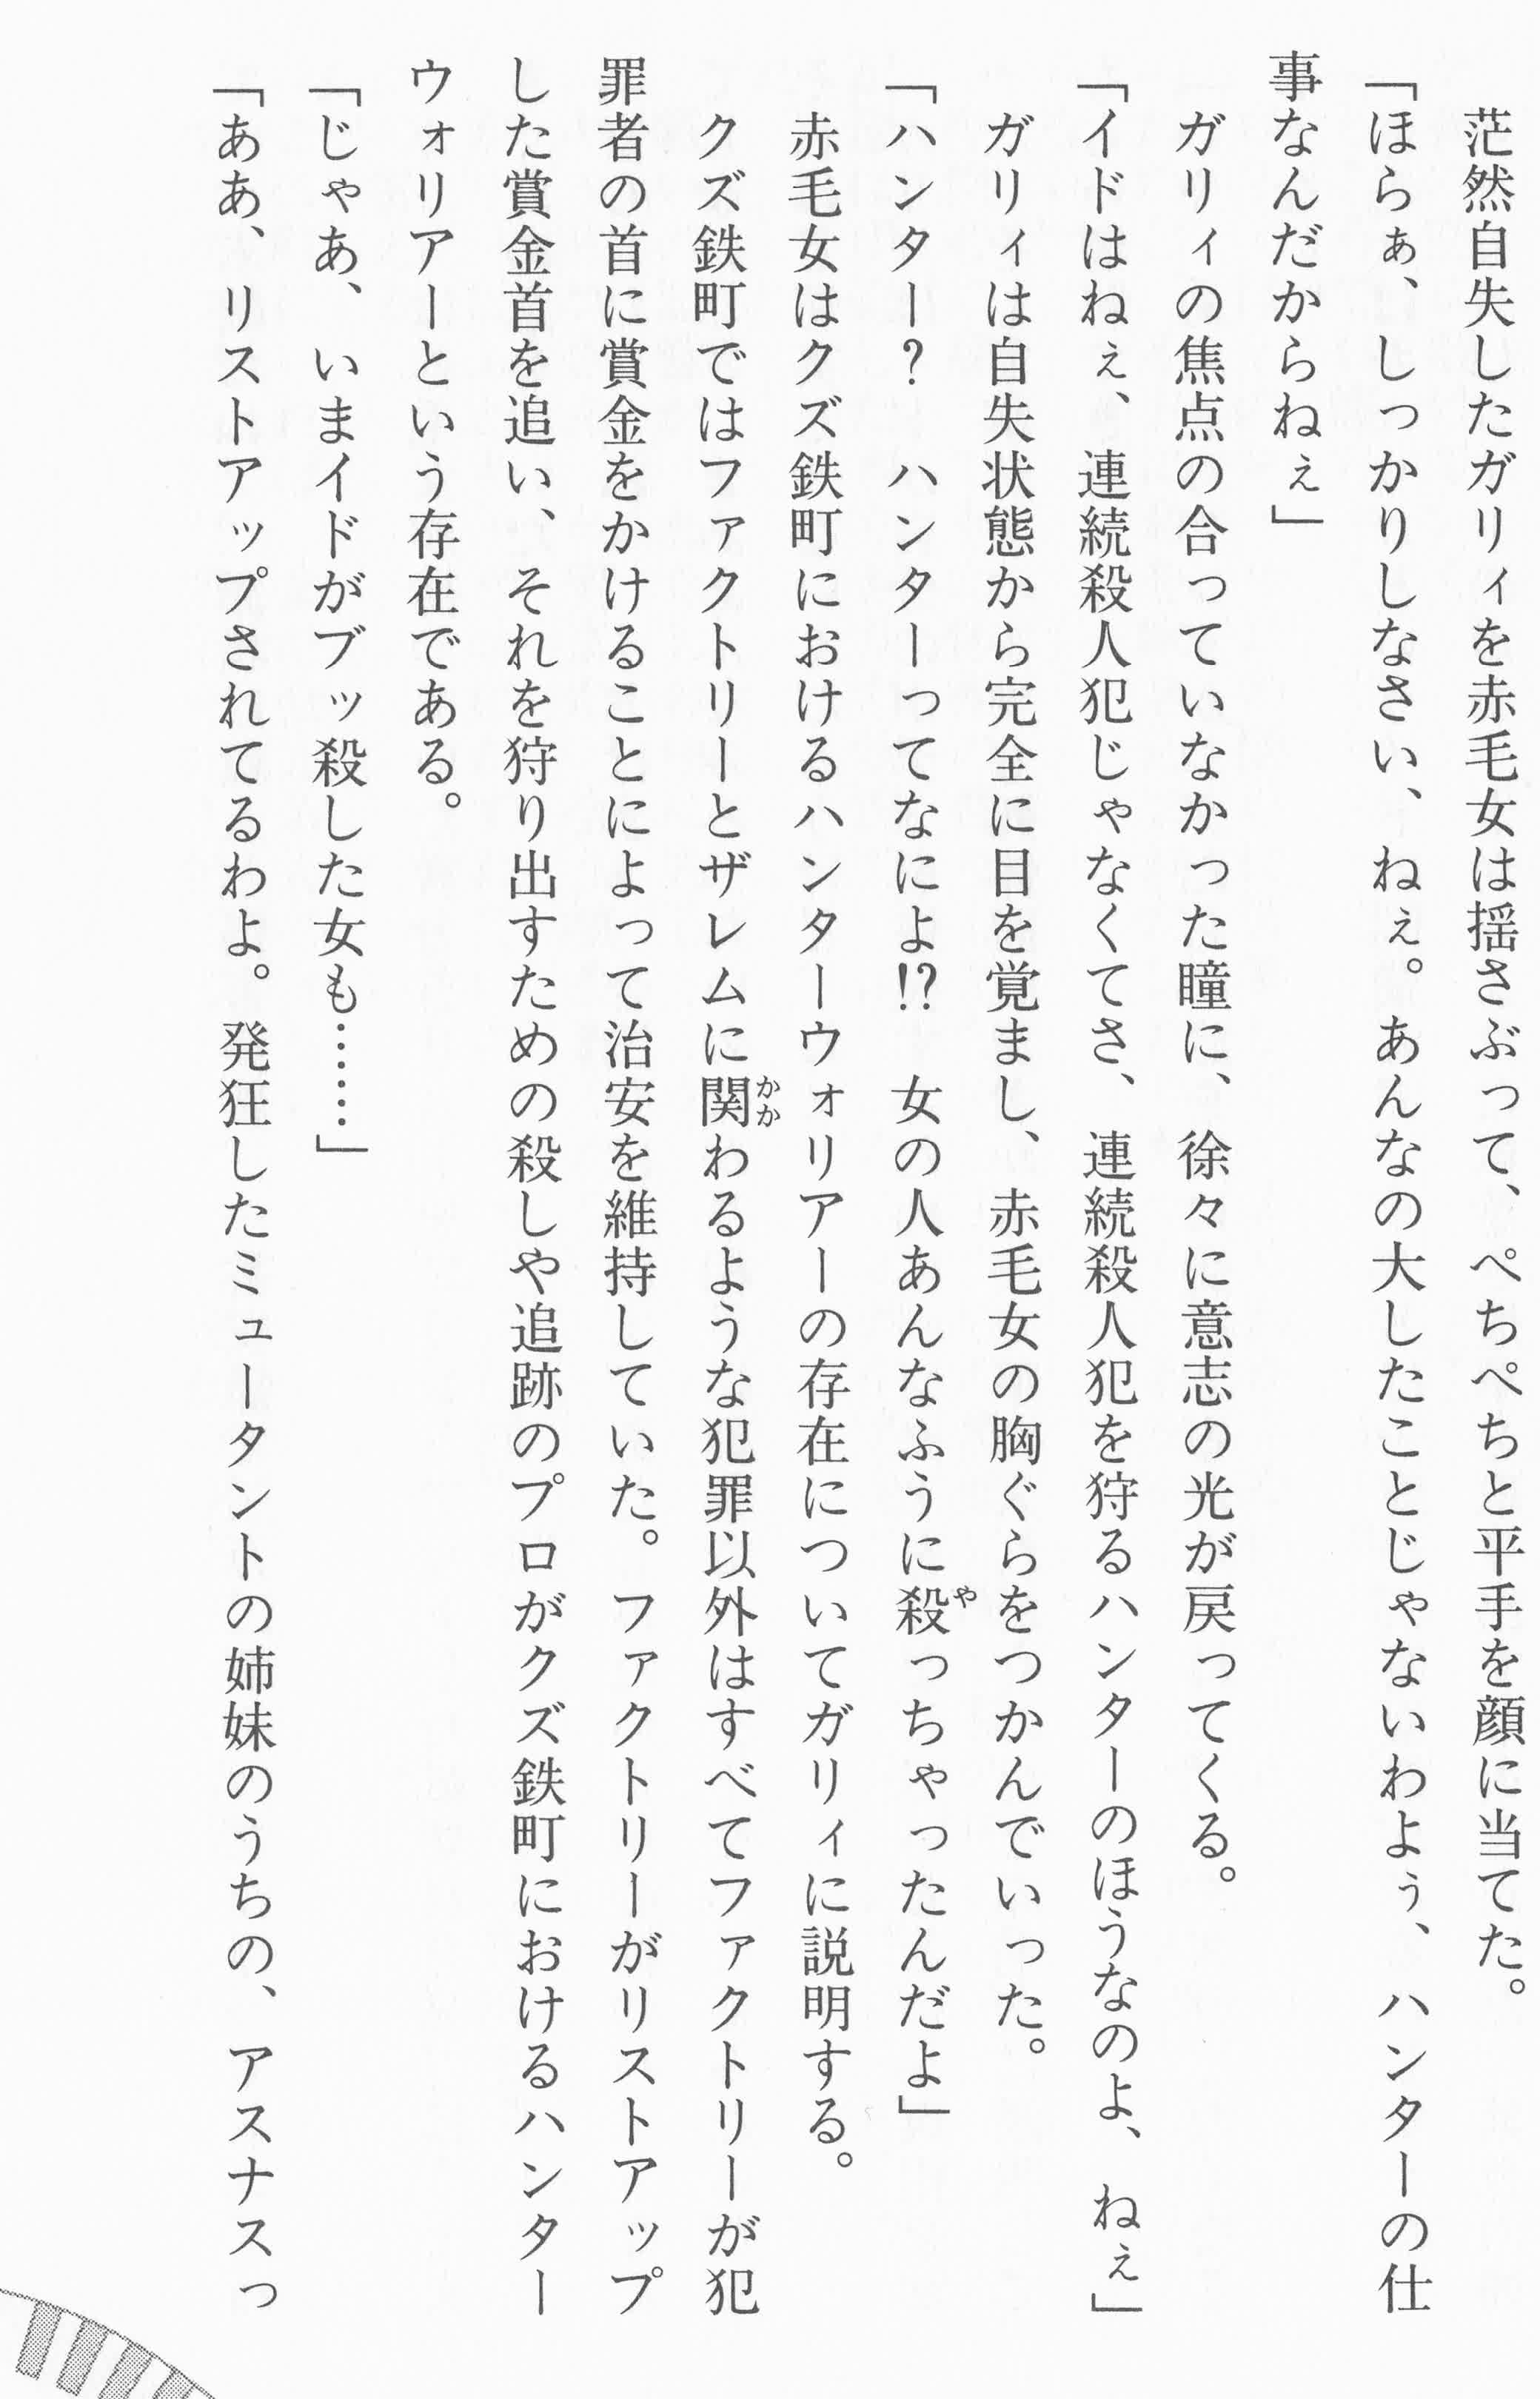 茫然自失したガリィを赤毛女は揺さぶって、ぺちぺちと平手を顔に当てた。
「ほらぁ、しっかりしなさい、ねぇ。あんなの大したことじゃないわよぅ、ハンターの仕
事なんだからねぇ」
ガリィの焦点の合っていなかった瞳に、徐々に意志の光が戻ってくる。
「イドはねぇ、連続殺人犯じゃなくてさ、連続殺人犯を狩るハンターのほうなのよ、ねぇ」
ガリィは自失状態から完全に目を覚まし、赤毛女の胸ぐらをつかんでいった。
「ハンター？　ハンターってなによ!?　女の人あんなふうに殺っちゃったんだよ」
や
赤毛女はクズ鉄町におけるハンターウォリアーの存在についてガリィに説明する。
クズ鉄町ではファクトリーとザレムに関わるような犯罪以外はすべてファクトリーが犯
かか
罪者の首に賞金をかけることによって治安を維持していた。ファクトリーがリストアップ
した賞金首を追い、それを狩り出すための殺しや追跡のプロがクズ鉄町におけるハンター
ウォリアーという存在である。
「じゃあ、いまイドがブッ殺した女も……」
「ああ、リストアップされてるわよ。発狂したミュータントの姉妹のうちの、アスナスっ